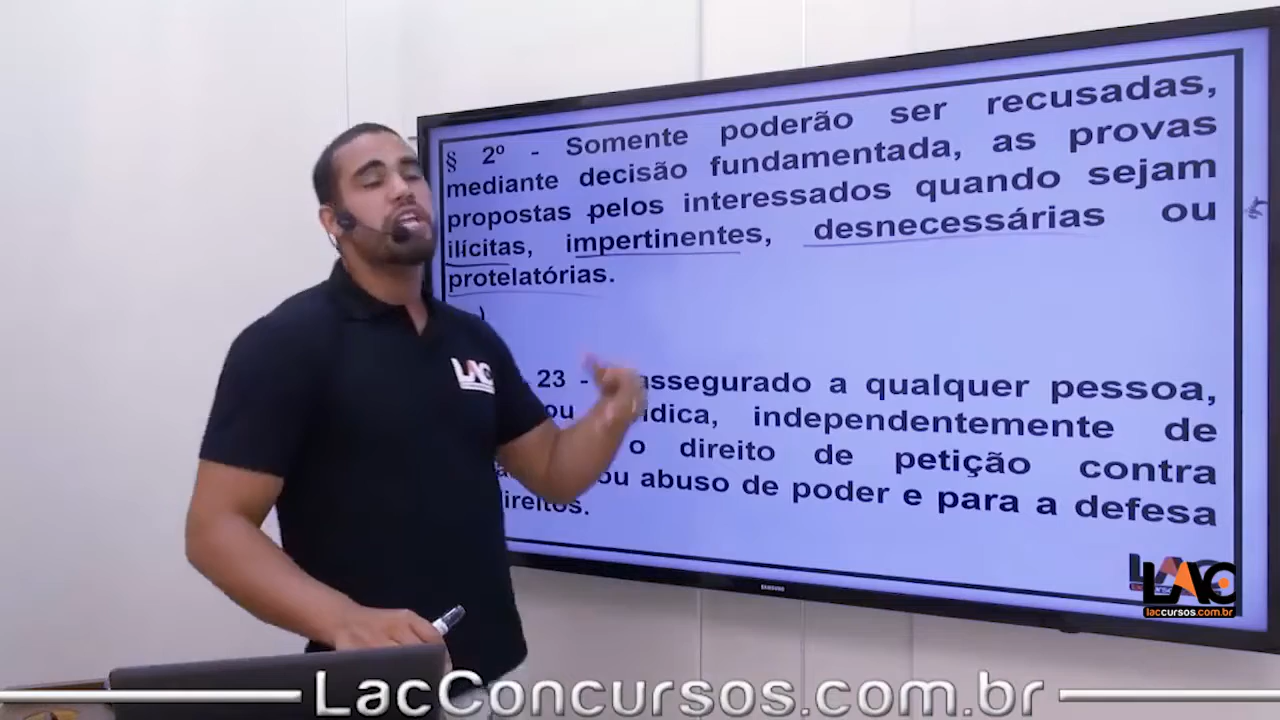 § 2º - Somente poderão ser recusadas,
mediante decisão fundamentada, as provas
propostas pelos interessados quando sejam
ilícitas, impertinentes, desnecessárias ou
protelatórias.
23 - assegurado a qualquer pessoa,
ou independentemente de
o direito de petição contra
ou abuso de poder e para a defesa
LAC
LAC
laccursos.com.br
LacConcursos.com.br
SAMSUNG